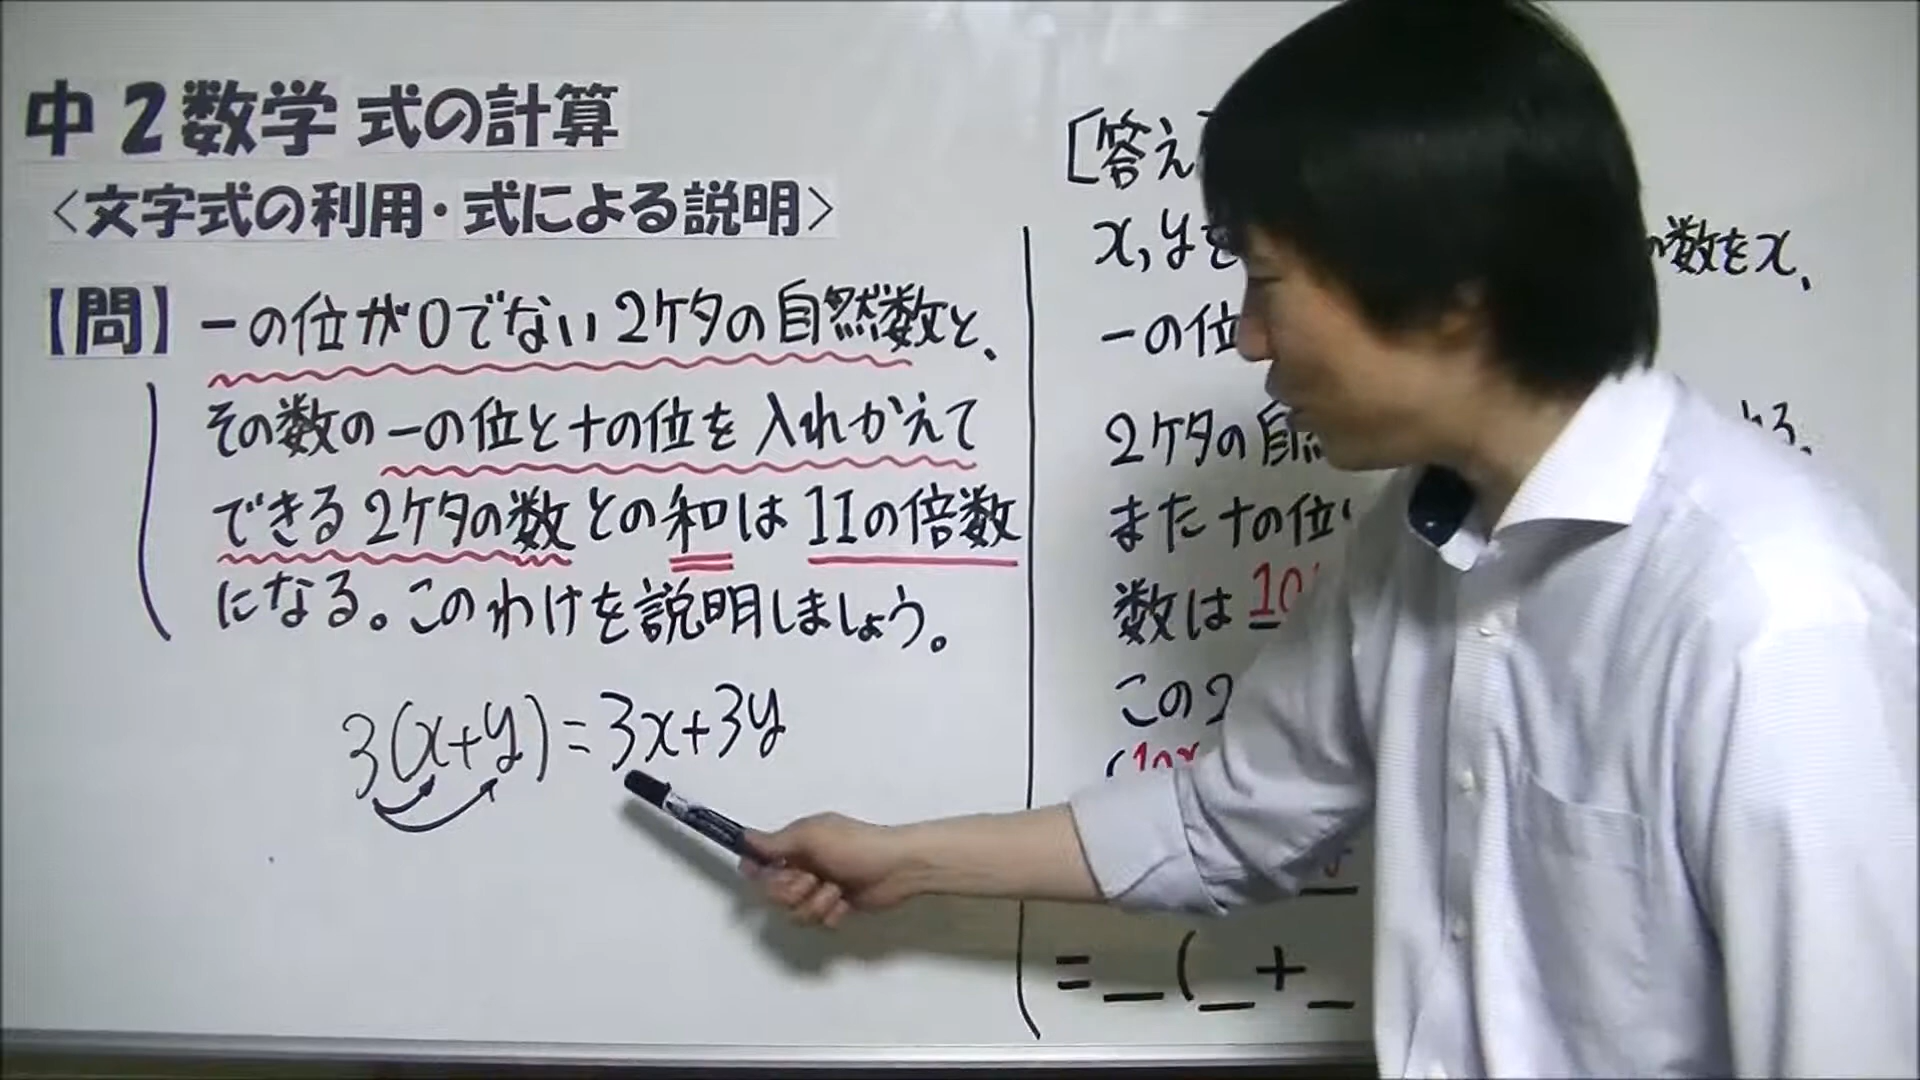 中2数学 式の計算
<文字式の利用・式による説明>
【問】一の位が0でない2ケタの自然数と、
その数の一の位と十の位を入れかえて
できる2ケタの数との和は11の倍数
になる。このわけを説明しましょう。
3(x+y)=3x+3y
[答え
x,yを
数をx、
一の位
2ケタの自
また十の位
数は10
この2
(10x
=_(_+_